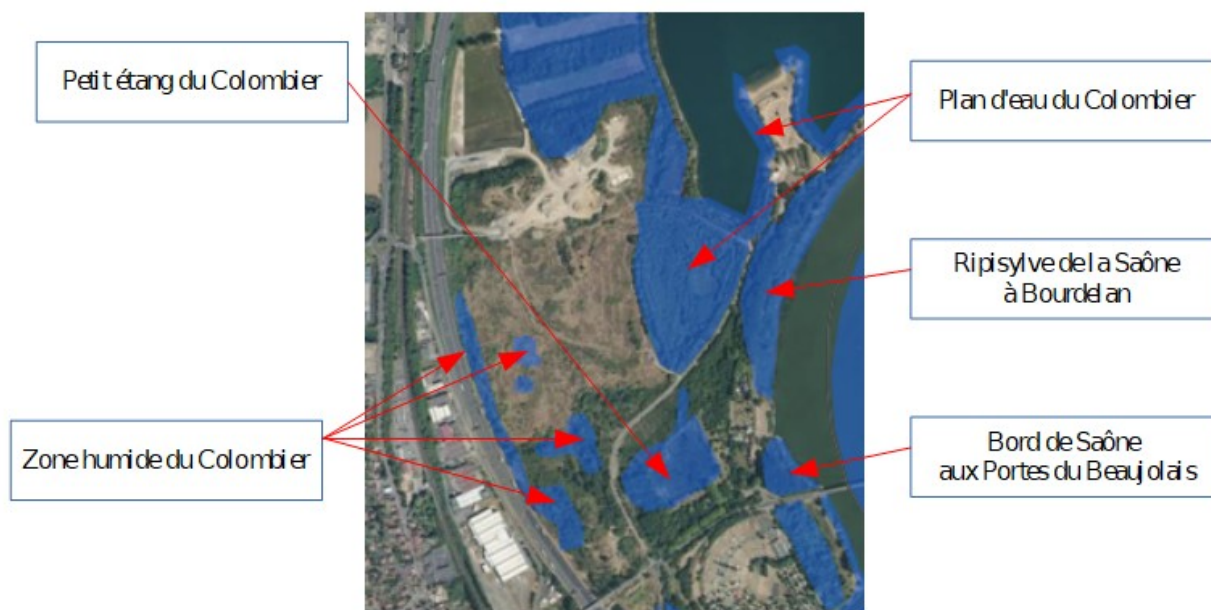 Petit étang du Colombier
Plan d'eau du Colombier
Ripisylve de la Saône
à Bourdelan
Zone humide du Colombier
Bord de Saône
aux Portes du Beaujolais